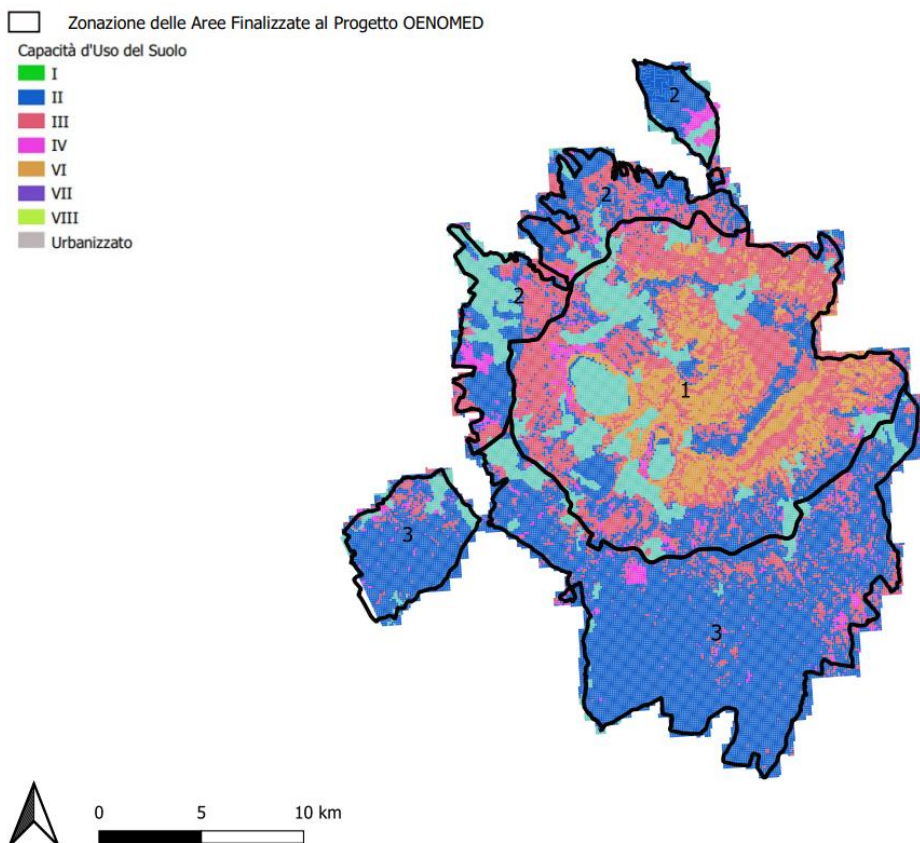 Zonazione delle Aree Finalizzate al Progetto OENOMED
Capacità d'Uso del Suolo
I
II
III
IV
VI
VII
VIII
Urbanizzato
2
2
2
1
3
3
0 5 10 km